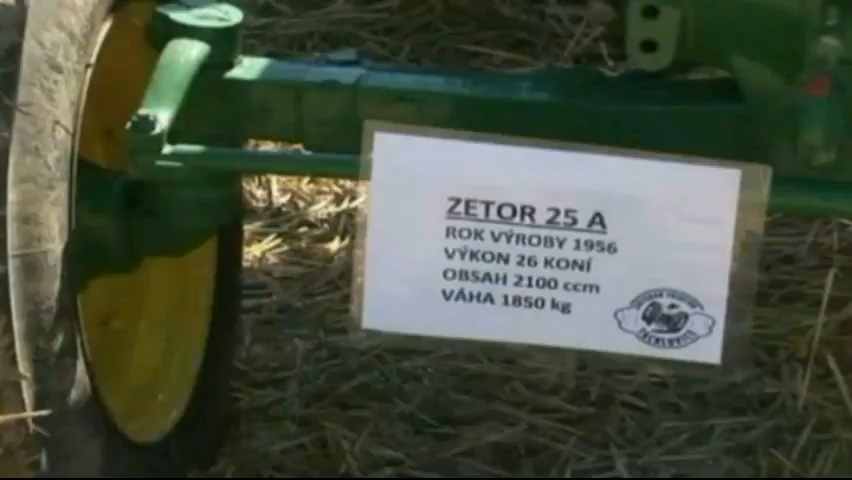 ZETOR 25 A
ROK VÝROBY 1956
VÝKON 26 KONÍ
OBSAH 2100 ccm
VÁHA 1850 kg